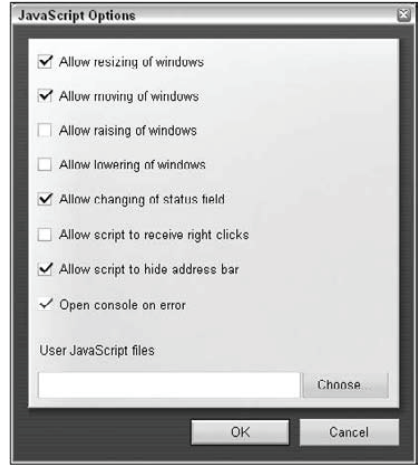 JavaScript Options
Allow resizing of windows
Allow moving of windows
Allow raising of windows
Allow lowering of windows
Allow changing of status field
Allow script to receive right clicks
Allow script to hide address bar
Open console on error
User JavaScript files
Choose...
OK
Cancel